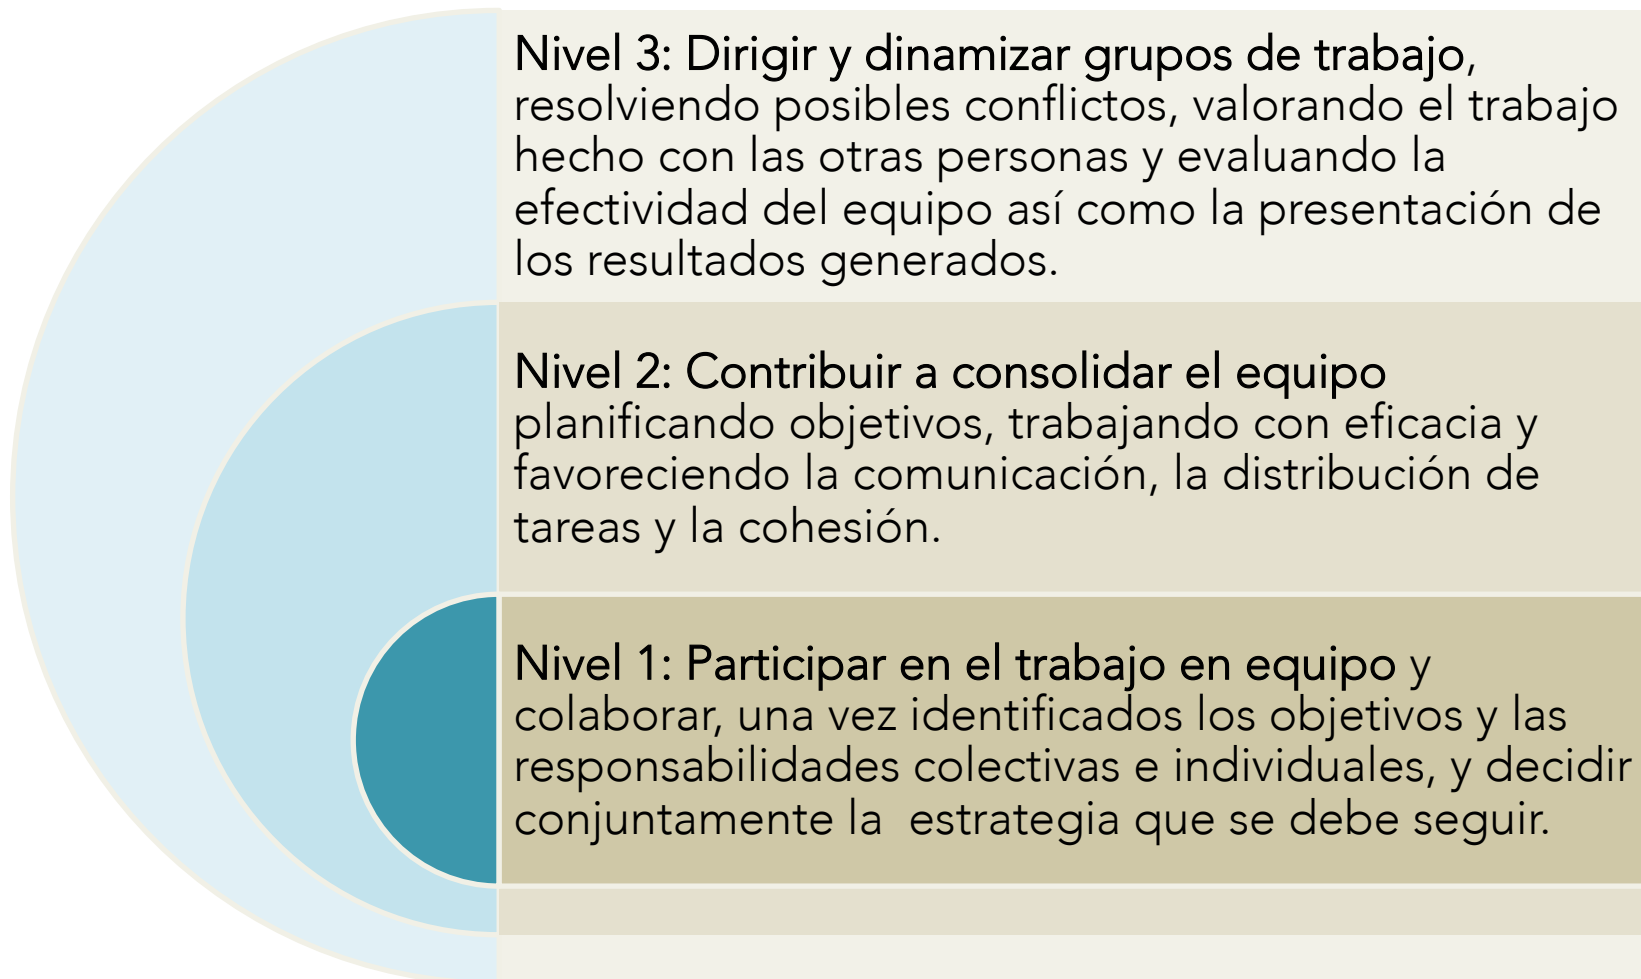 Nivel 3: Dirigir y dinamizar grupos de trabajo,
resolviendo posibles conflictos, valorando el trabajo
hecho con las otras personas y evaluando la
efectividad del equipo así como la presentación de
los resultados generados.
Nivel 2: Contribuir a consolidar el equipo
planificando objetivos, trabajando con eficacia y
favoreciendo la comunicación, la distribución de
tareas y la cohesión.
Nivel 1: Participar en el trabajo en equipo y
colaborar, una vez identificados los objetivos y las
responsabilidades colectivas e individuales, y decidir
conjuntamente la  estrategia que se debe seguir.